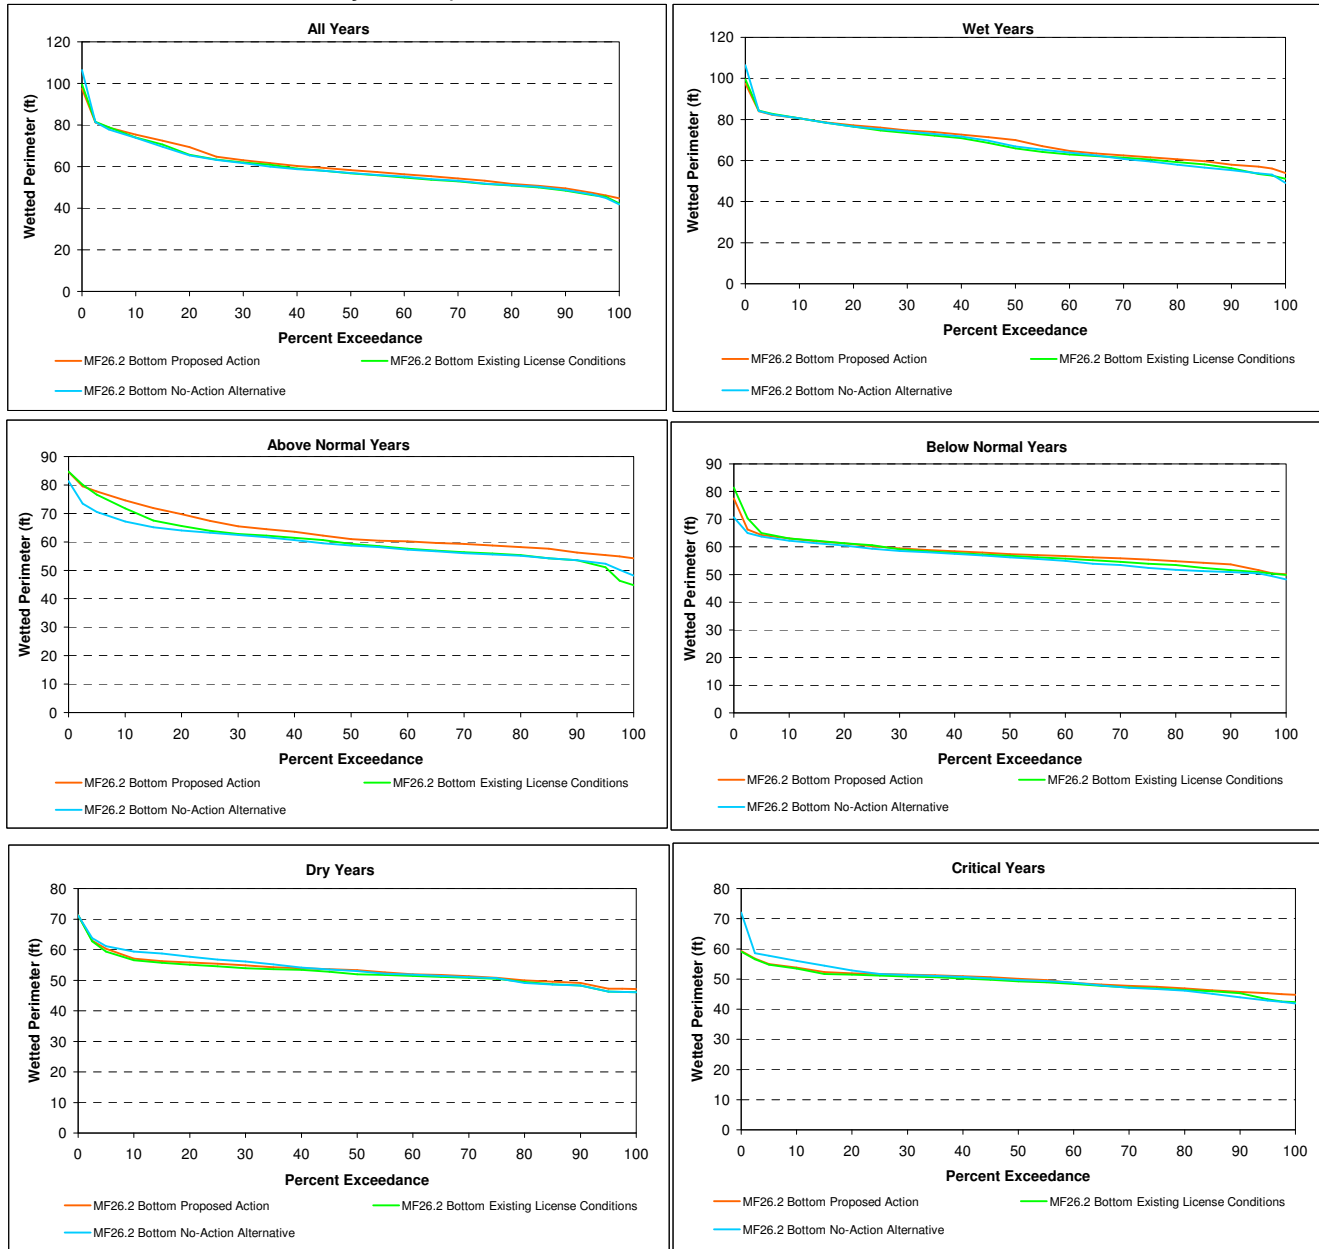 All Years
Wetted Perimeter (ft)
120
100
80
60
40
20
0
0 10 20 30 40 50 60 70 80 90 100
Percent Exceedance
MF26.2 Bottom Proposed Action
MF26.2 Bottom Existing License Conditions
MF26.2 Bottom No-Action Alternative
Wet Years
Wetted Perimeter (ft)
120
100
80
60
40
20
0
0 10 20 30 40 50 60 70 80 90 100
Percent Exceedance
MF26.2 Bottom Proposed Action
MF26.2 Bottom Existing License Conditions
MF26.2 Bottom No-Action Alternative
Above Normal Years
Wetted Perimeter (ft)
90
80
70
60
50
40
30
20
10
0
0 10 20 30 40 50 60 70 80 90 100
Percent Exceedance
MF26.2 Bottom Proposed Action
MF26.2 Bottom Existing License Conditions
MF26.2 Bottom No-Action Alternative
Below Normal Years
Wetted Perimeter (ft)
90
80
70
60
50
40
30
20
10
0
0 10 20 30 40 50 60 70 80 90 100
Percent Exceedance
MF26.2 Bottom Proposed Action
MF26.2 Bottom Existing License Conditions
MF26.2 Bottom No-Action Alternative
Dry Years
Wetted Perimeter (ft)
80
70
60
50
40
30
20
10
0
0 10 20 30 40 50 60 70 80 90 100
Percent Exceedance
MF26.2 Bottom Proposed Action
MF26.2 Bottom Existing License Conditions
MF26.2 Bottom No-Action Alternative
Critical Years
Wetted Perimeter (ft)
80
70
60
50
40
30
20
10
0
0 10 20 30 40 50 60 70 80 90 100
Percent Exceedance
MF26.2 Bottom Proposed Action
MF26.2 Bottom Existing License Conditions
MF26.2 Bottom No-Action Alternative